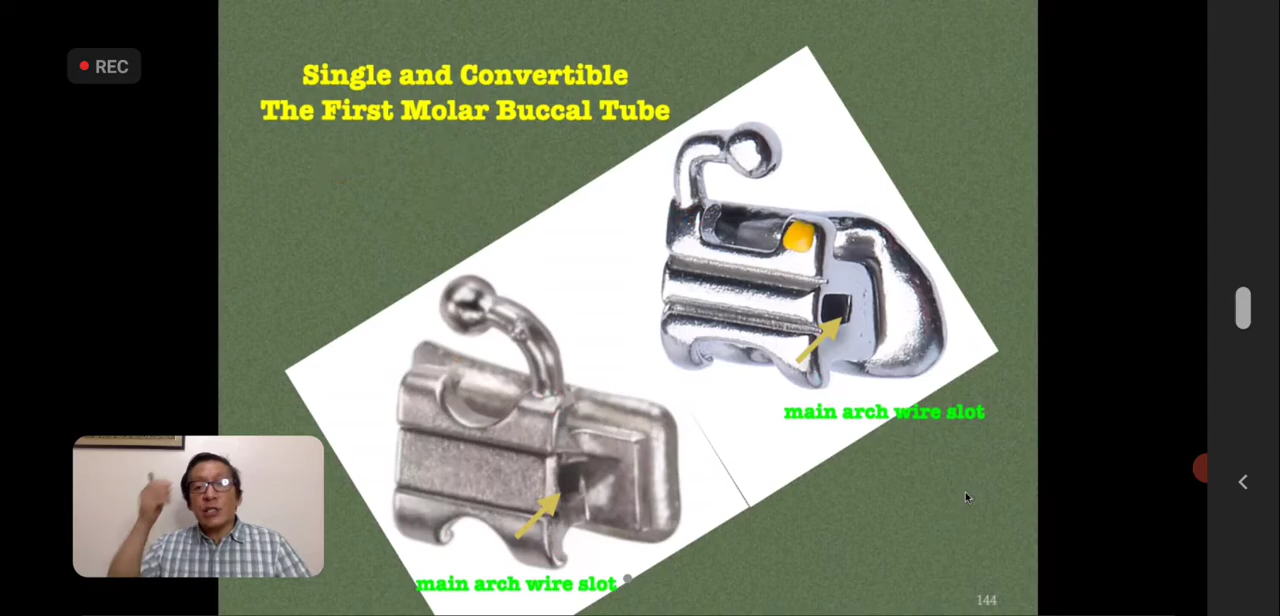 REC
Single and Convertible
The First Molar Buccal Tube
main arch wire slot
main arch wire slot
144